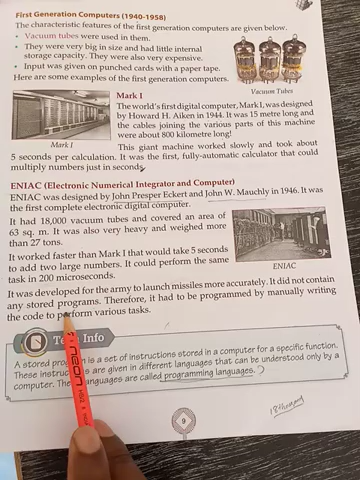 First Generation Computers (1940-1958)
The characteristic features of the first generation computers are given below.
• Vacuum tubes were used in them.
• They were very big in size and had little internal
storage capacity. They were also very expensive.
• Input was given on punched cards with a paper tape.
Here are some examples of the first generation computers.
Vacuum Tubes
Mark I
The world's first digital computer, Mark I, was designed
by Howard H. Aiken in 1944. It was 15 metre long and
the cables joining the various parts of this machine
were about 800 kilometre long!
This giant machine worked slowly and took about
Mark I
5 seconds per calculation. It was the first, fully-automatic calculator that could
multiply numbers just in seconds.
ENIAC (Electronic Numerical Integrator and Computer)
ENIAC was designed by John Presper Eckert and John W. Mauchly in 1946. It was
the first complete electronic digital computer.
It had 18,000 vacuum tubes and covered an area of
63 sq. m. It was also very heavy and weighed more
than 27 tons.
It worked faster than Mark I that would take 5 seconds
to add two large numbers. It could perform the same
task in 200 microseconds.
ENIAC
It was developed for the army to launch missiles more accurately. It did not contain
any stored programs. Therefore, it had to be programmed by manually writing
the code to perform various tasks.
Info
A stored is a set of instructions stored in a computer for a specific function.
These are given in different languages that can be understood only by a
computer. languages are called programming languages.
9